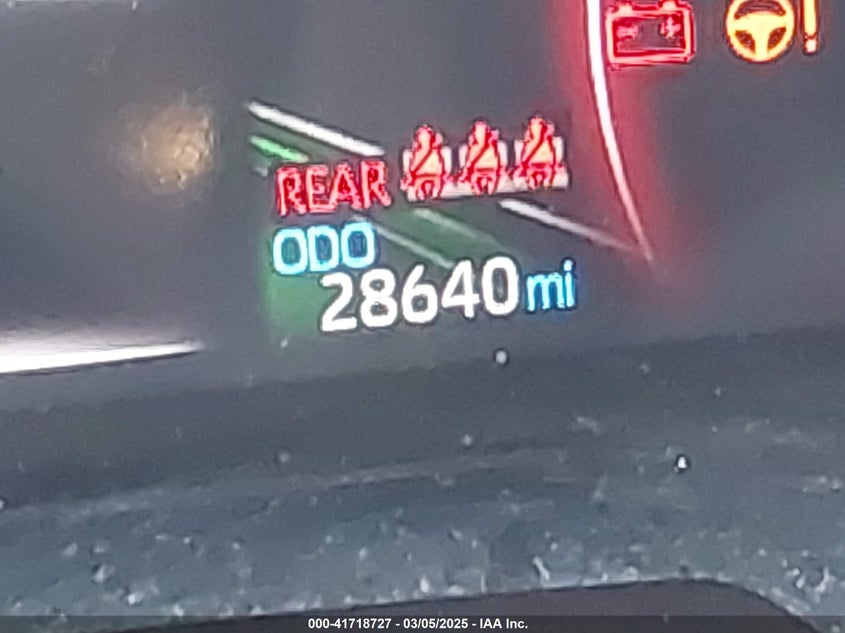 REAR
ODO
28640 mi
000-41718727 - 03/05/2025 - IAA Inc.